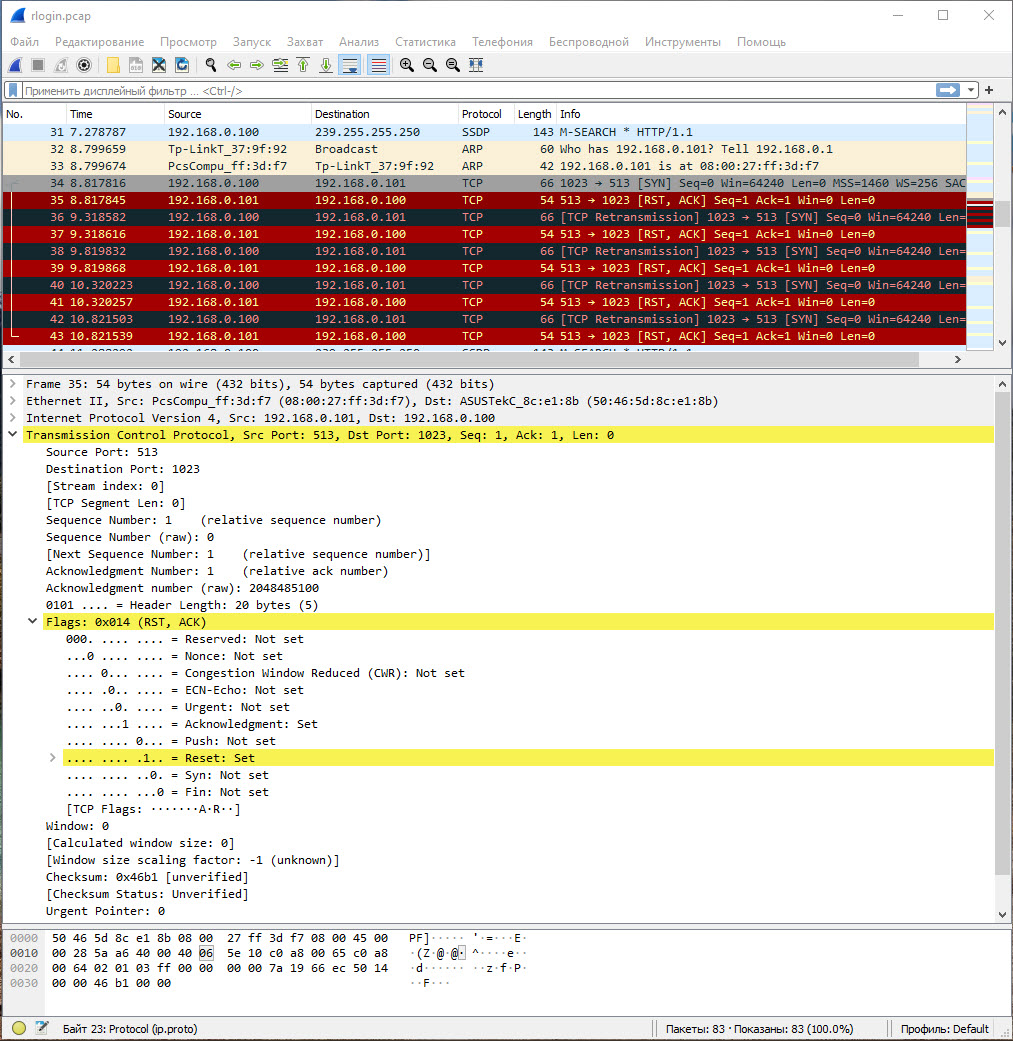 rlogin.pcap
Файл Редактирование Просмотр Запуск Захват Анализ Статистика Телефония Беспроводной Инструменты Помощь
Применить дисплейный фильтр ... <Ctrl-/>
No. Time Source Destination Protocol Length Info
31 7.278787 192.168.0.100 239.255.255.250 SSDP 143 M-SEARCH * HTTP/1.1
32 8.799659 Tp-LinkT_37:9f:92 Broadcast ARP 60 Who has 192.168.0.101? Tell 192.168.0.1
33 8.799674 PcsCompu_ff:3d:f7 Tp-LinkT_37:9f:92 ARP 42 192.168.0.101 is at 08:00:27:ff:3d:f7
34 8.817816 192.168.0.100 192.168.0.101 TCP 66 1023 → 513 [SYN] Seq=0 Win=64240 Len=0 MSS=1460 WS=256 SAC
35 8.817845 192.168.0.101 192.168.0.100 TCP 54 513 → 1023 [RST, ACK] Seq=1 Ack=1 Win=0 Len=0
36 9.318582 192.168.0.100 192.168.0.101 TCP 66 [TCP Retransmission] 1023 → 513 [SYN] Seq=0 Win=64240 Len=
37 9.318616 192.168.0.101 192.168.0.100 TCP 54 513 → 1023 [RST, ACK] Seq=1 Ack=1 Win=0 Len=0
38 9.819832 192.168.0.100 192.168.0.101 TCP 66 [TCP Retransmission] 1023 → 513 [SYN] Seq=0 Win=64240 Len=
39 9.819868 192.168.0.101 192.168.0.100 TCP 54 513 → 1023 [RST, ACK] Seq=1 Ack=1 Win=0 Len=0
40 10.320223 192.168.0.100 192.168.0.101 TCP 66 [TCP Retransmission] 1023 → 513 [SYN] Seq=0 Win=64240 Len=
41 10.320257 192.168.0.101 192.168.0.100 TCP 54 513 → 1023 [RST, ACK] Seq=1 Ack=1 Win=0 Len=0
42 10.821503 192.168.0.100 192.168.0.101 TCP 66 [TCP Retransmission] 1023 → 513 [SYN] Seq=0 Win=64240 Len=
43 10.821539 192.168.0.101 192.168.0.100 TCP 54 513 → 1023 [RST, ACK] Seq=1 Ack=1 Win=0 Len=0
Frame 35: 54 bytes on wire (432 bits), 54 bytes captured (432 bits)
Ethernet II, Src: PcsCompu_ff:3d:f7 (08:00:27:ff:3d:f7), Dst: ASUSTekC_8c:e1:8b (50:46:5d:8c:e1:8b)
Internet Protocol Version 4, Src: 192.168.0.101, Dst: 192.168.0.100
Transmission Control Protocol, Src Port: 513, Dst Port: 1023, Seq: 1, Ack: 1, Len: 0
Source Port: 513
Destination Port: 1023
[Stream index: 0]
[TCP Segment Len: 0]
Sequence Number: 1 (relative sequence number)
Sequence Number (raw): 0
[Next Sequence Number: 1 (relative sequence number)]
Acknowledgment Number: 1 (relative ack number)
Acknowledgment number (raw): 2048485100
0101 .... = Header Length: 20 bytes (5)
Flags: 0x014 (RST, ACK)
000. .... .... = Reserved: Not set
...0 .... .... = Nonce: Not set
.... 0... .... = Congestion Window Reduced (CWR): Not set
.... .0.. .... = ECN-Echo: Not set
.... ..0. .... = Urgent: Not set
.... ...1 .... = Acknowledgment: Set
.... .... 0... = Push: Not set
.... .... .1.. = Reset: Set
.... .... ..0. = Syn: Not set
.... .... ...0 = Fin: Not set
[TCP Flags: ·······A·R··]
Window: 0
[Calculated window size: 0]
[Window size scaling factor: -1 (unknown)]
Checksum: 0x46b1 [unverified]
[Checksum Status: Unverified]
Urgent Pointer: 0
0000 50 46 5d 8c e1 8b 08 00 27 ff 3d f7 08 00 45 00 PF]····· '·=···E·
0010 00 28 5a a6 40 00 40 06 5e 10 c0 a8 00 65 c0 a8 ·(Z·@·@· ^····e··
0020 00 64 02 01 03 ff 00 00 00 00 7a 19 66 ec 50 14 ·d······ ··z·f·P·
0030 00 00 46 b1 00 00 ··F···
Байт 23: Protocol (ip.proto) Пакеты: 83 · Показаны: 83 (100.0%) Профиль: Default